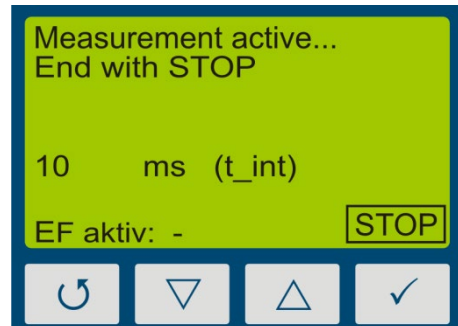 Measurement active...
End with STOP
10 ms (t_int)
EF aktiv: - STOP